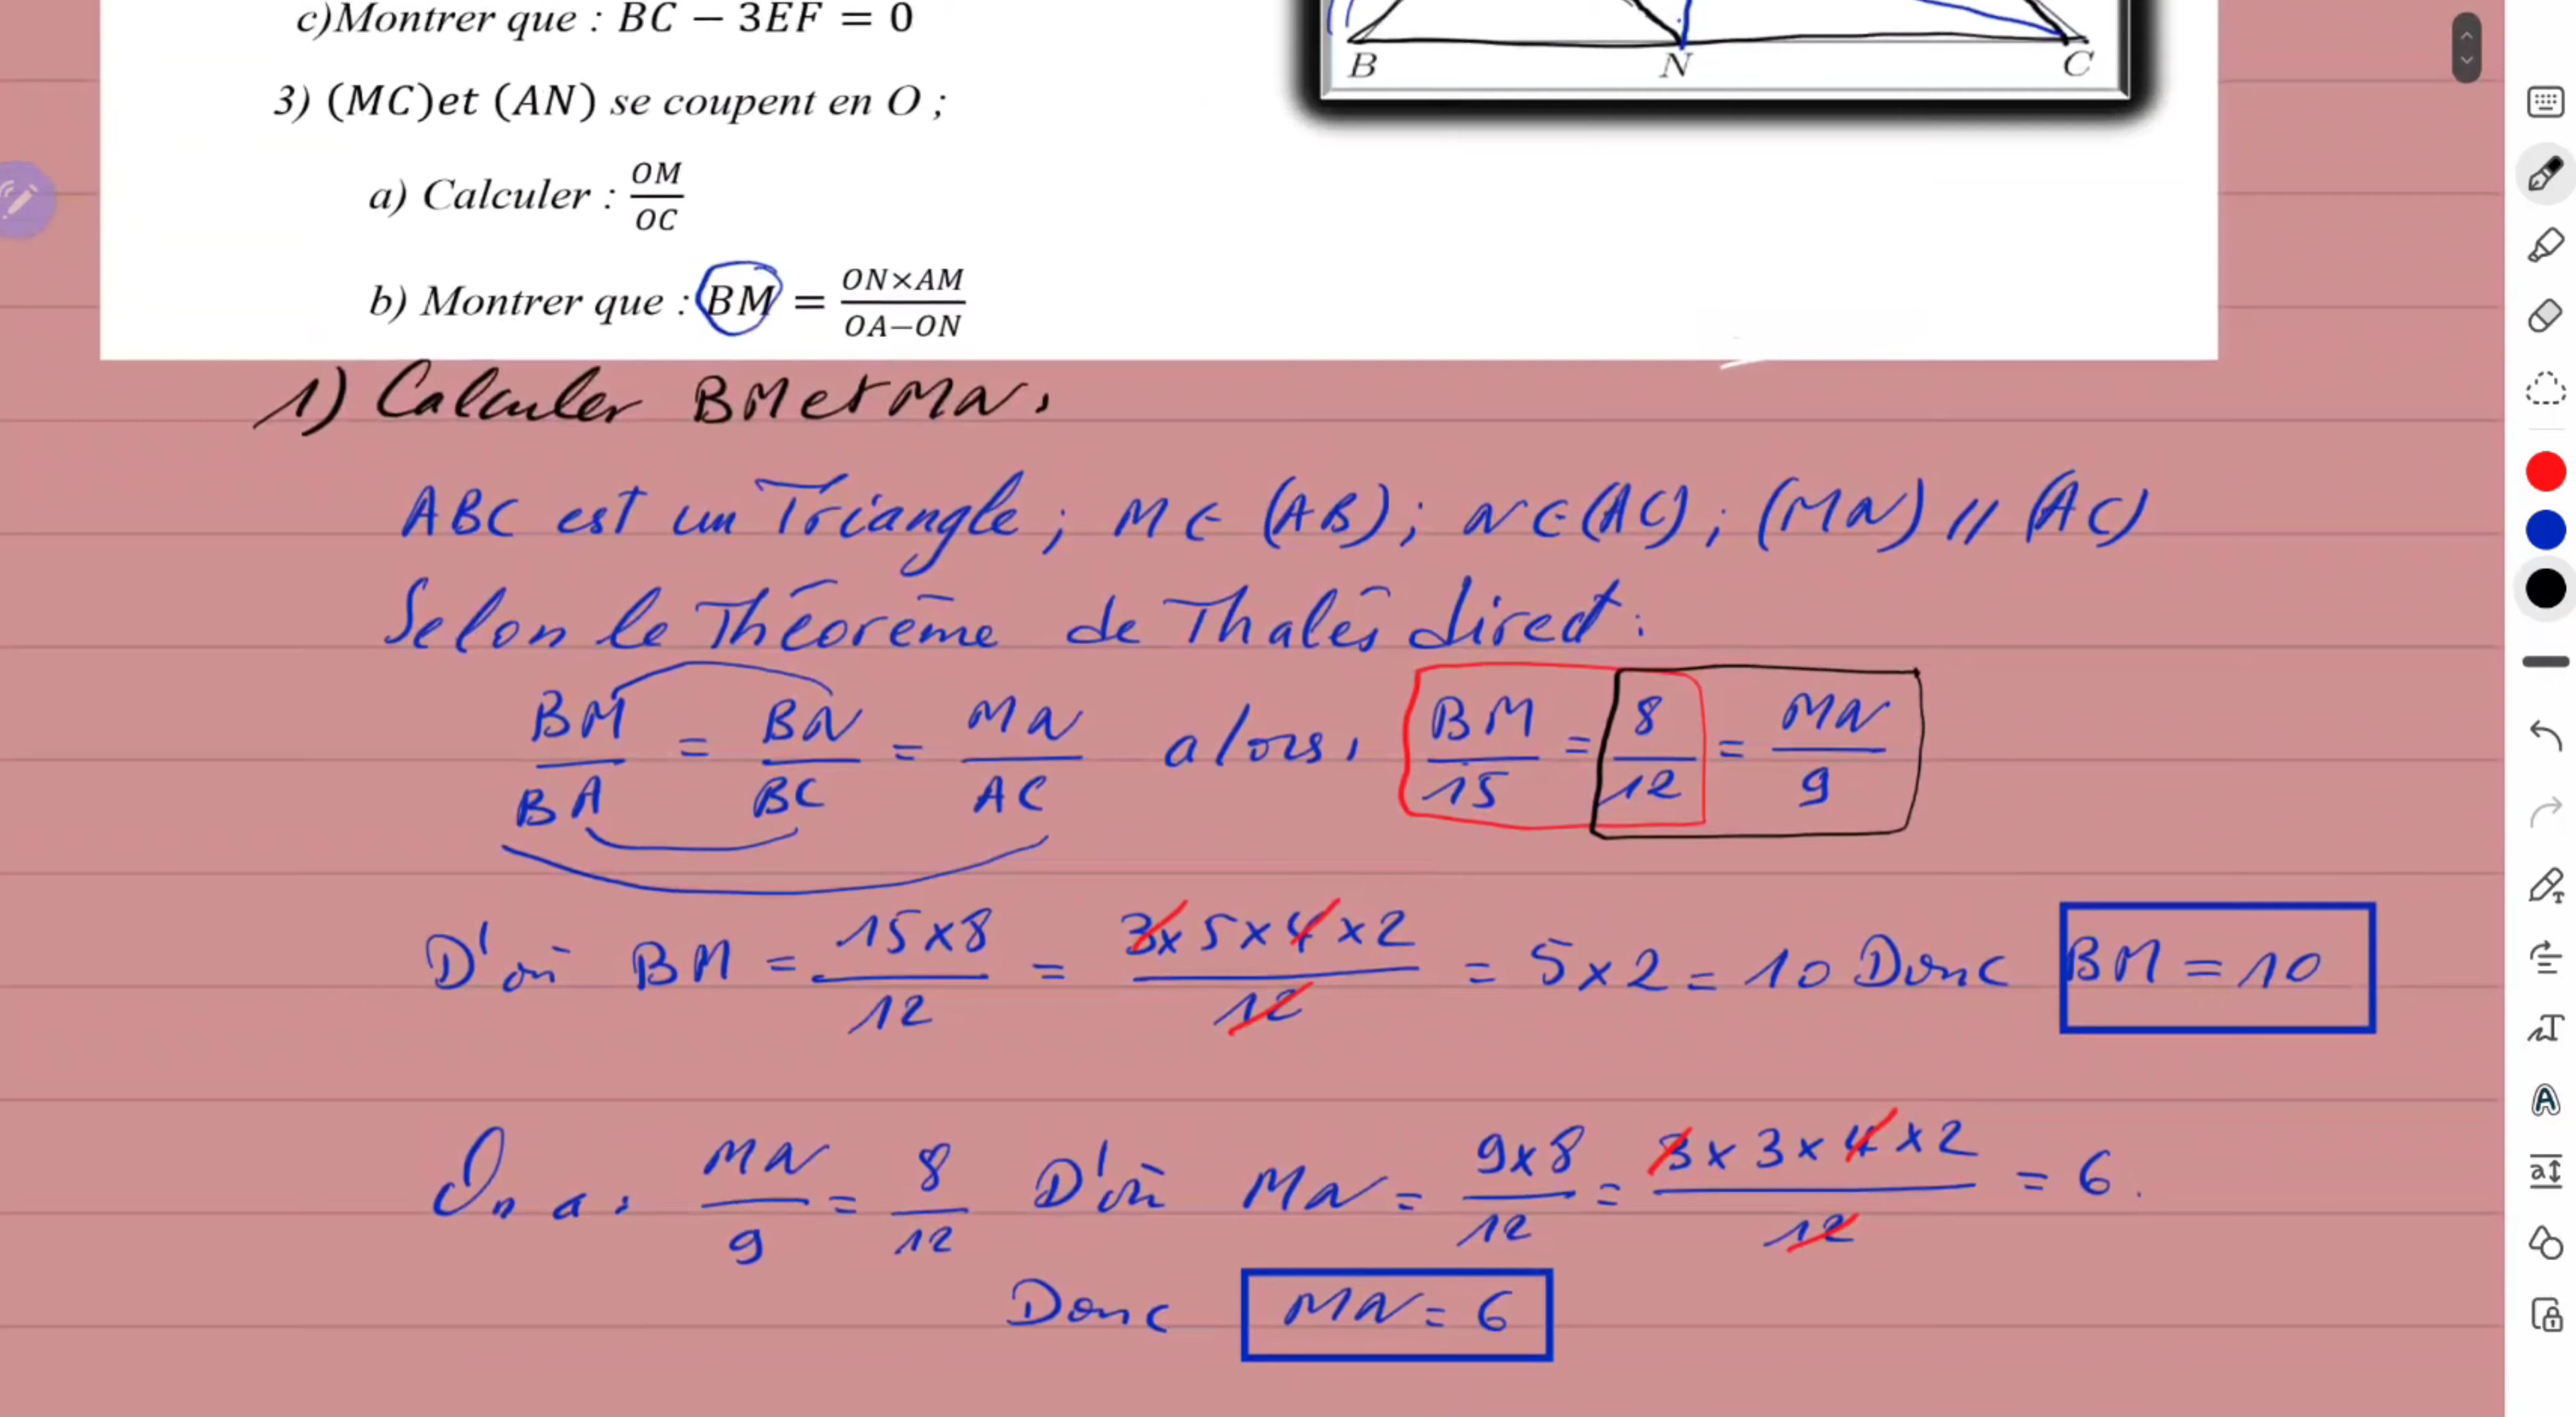 c)Montrer que : BC − 3EF = 0
3) (MC)et (AN) se coupent en O ;
a) Calculer : OM/OC
b) Montrer que : BM = ON×AM/OA−ON
B N C
1) Calculer BM et MN.
ABC est un Triangle ; M ∈ (AB) ; N ∈ (AC) ; (MN) // (AC)
Selon le Théorème de Thalès direct :
BM/BA = BN/BC = MN/AC alors, BM/15 = 8/12 = MN/9
D'où BM = 15×8/12 = 3×5×4×2/12 = 5×2 = 10 Donc BM = 10
On a : MN/9 = 8/12 D'où MN = 9×8/12 = 3×3×4×2/12 = 6.
Donc MN = 6